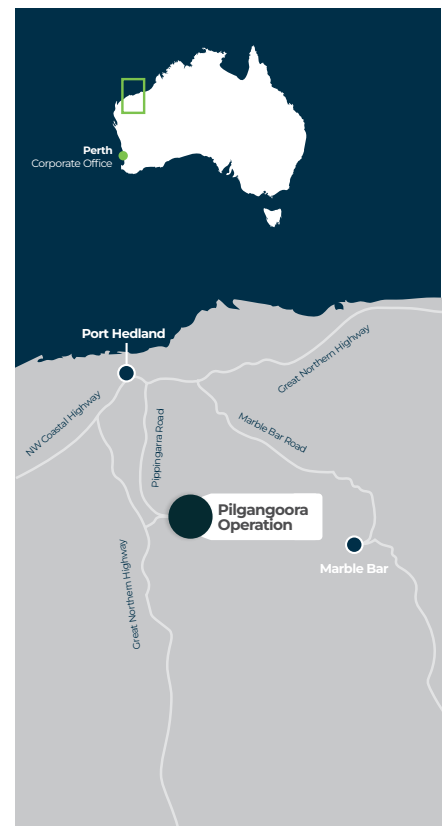 Perth
Corporate Office
Port Hedland
Great Northern Highway
NW Coastal Highway
Pippingarra Road
Marble Bar Road
Pilgangoora
Operation
Great Northern Highway
Marble Bar